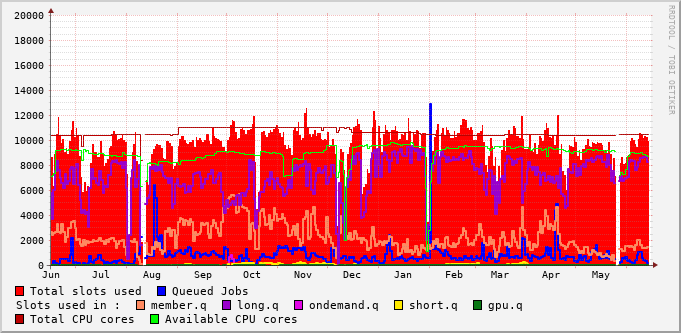 20000
18000
16000
14000
12000
10000
8000
6000
4000
2000
0
Jun Jul Aug Sep Oct Nov Dec Jan Feb Mar Apr May
RRDTOOL / TOBI OETIKER
Total slots used Queued Jobs
Slots used in : member.q long.q ondemand.q short.q gpu.q
Total CPU cores Available CPU cores